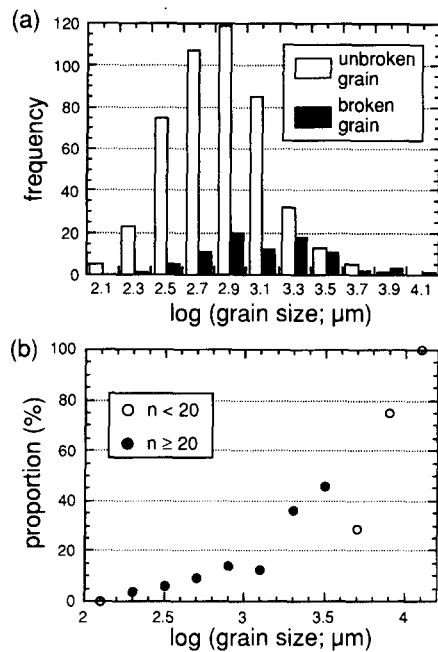 (a)
120
100
80
60
40
20
0
frequency
unbroken
grain
broken
grain
2.1 2.3 2.5 2.7 2.9 3.1 3.3 3.5 3.7 3.9 4.1
log (grain size; μm)
(b)
100
80
60
40
20
0
proportion (%)
n < 20
n ≥ 20
2 2.5 3 3.5 4
log (grain size; μm)